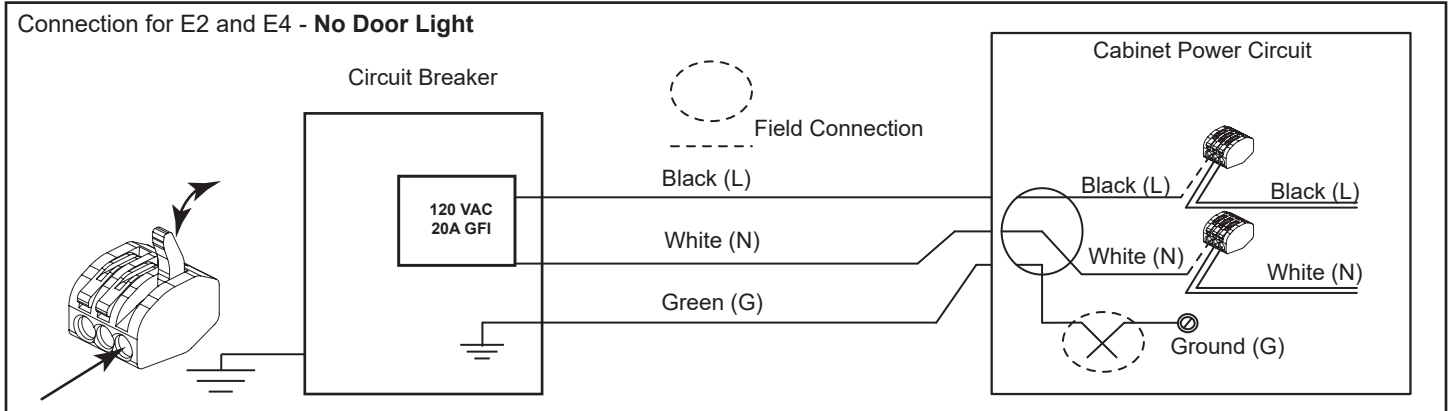 Connection for E2 and E4 - No Door Light
Circuit Breaker
Cabinet Power Circuit
Field Connection
120 VAC
20A GFI
Black (L)
Black (L)
Black (L)
White (N)
White (N)
White (N)
Green (G)
Ground (G)